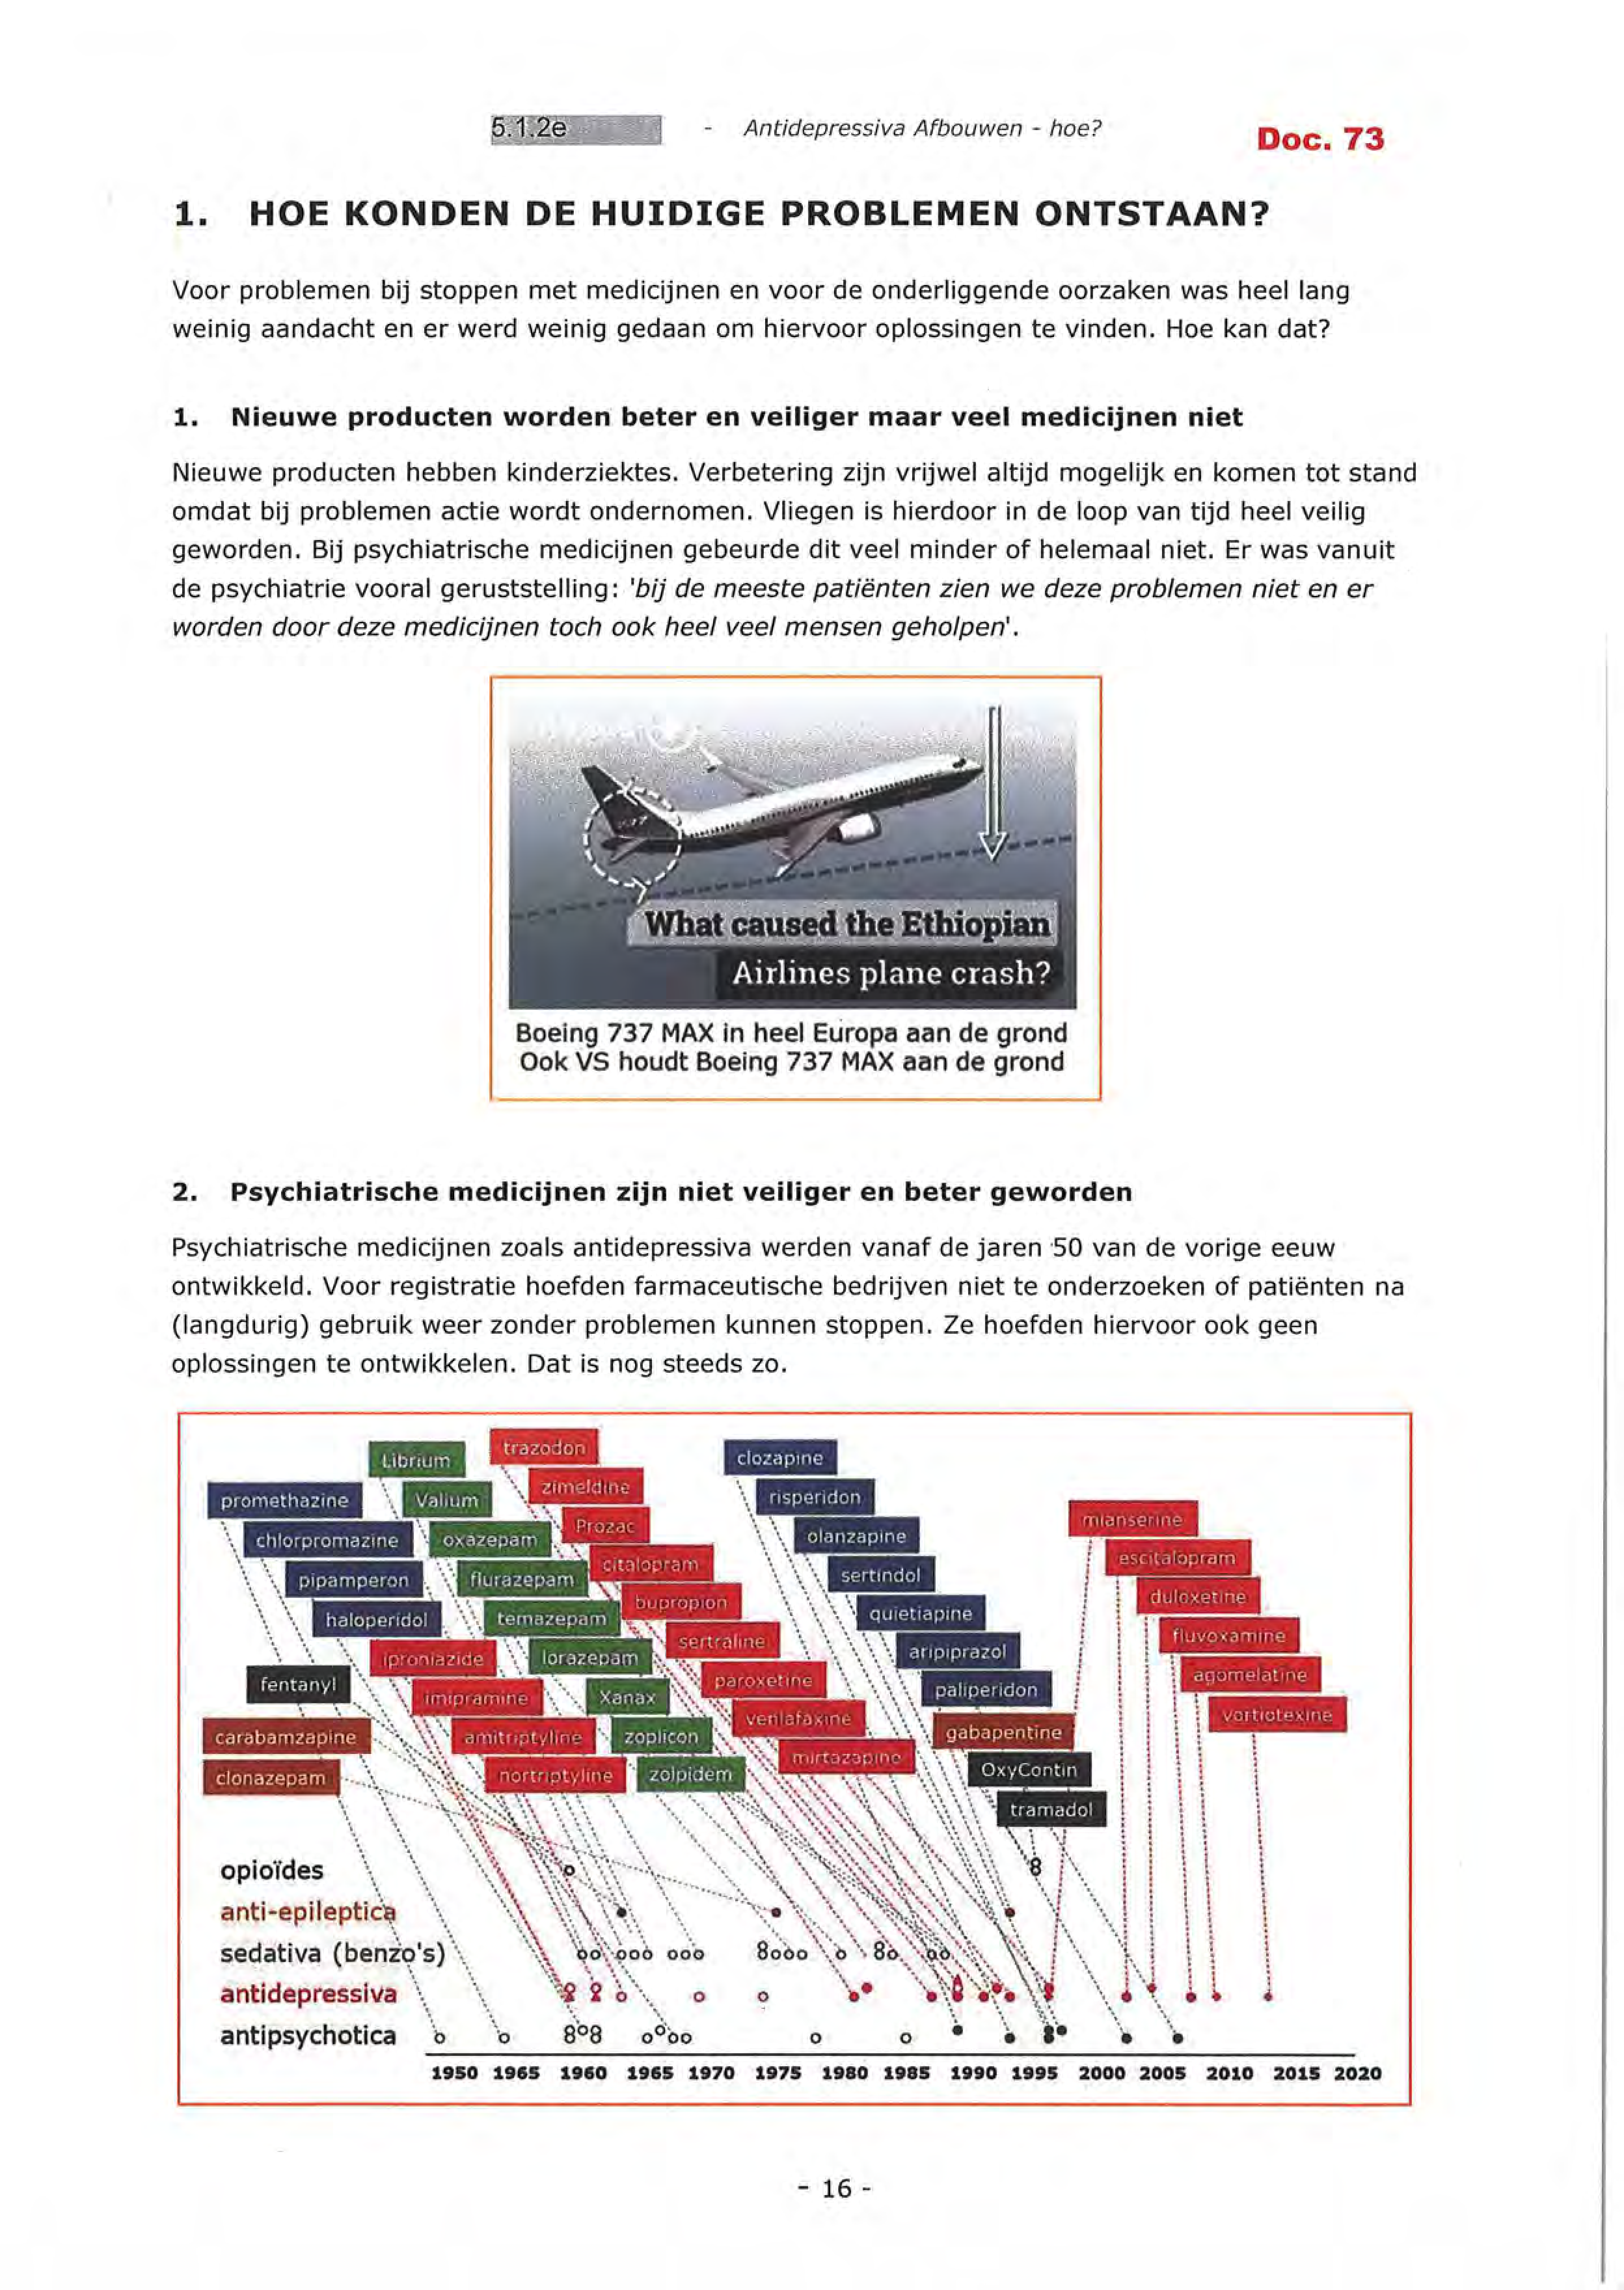 5.1.2e - Antidepressiva Afbouwen - hoe?
Doc. 73
1. HOE KONDEN DE HUIDIGE PROBLEMEN ONTSTAAN?
Voor problemen bij stoppen met medicijnen en voor de onderliggende oorzaken was heel lang
weinig aandacht en er werd weinig gedaan om hiervoor oplossingen te vinden. Hoe kan dat?
1. Nieuwe producten worden beter en veiliger maar veel medicijnen niet
Nieuwe producten hebben kinderziektes. Verbetering zijn vrijwel altijd mogelijk en komen tot stand
omdat bij problemen actie wordt ondernomen. Vliegen is hierdoor in de loop van tijd heel veilig
geworden. Bij psychiatrische medicijnen gebeurde dit veel minder of helemaal niet. Er was vanuit
de psychiatrie vooral geruststelling: 'bij de meeste patiënten zien we deze problemen niet en er
worden door deze medicijnen toch ook heel veel mensen geholpen'.
What caused the Ethiopian
Airlines plane crash?
Boeing 737 MAX in heel Europa aan de grond
Ook VS houdt Boeing 737 MAX aan de grond
2. Psychiatrische medicijnen zijn niet veiliger en beter geworden
Psychiatrische medicijnen zoals antidepressiva werden vanaf de jaren '50 van de vorige eeuw
ontwikkeld. Voor registratie hoefden farmaceutische bedrijven niet te onderzoeken of patiënten na
(langdurig) gebruik weer zonder problemen kunnen stoppen. Ze hoefden hiervoor ook geen
oplossingen te ontwikkelen. Dat is nog steeds zo.
promethazine
chlorpromazine
pipamperon
haloperidol
fentanyl
carabamzapine
clonazepam
Librium
Valium
oxazepam
flurazepam
temazepam
lorazepam
Xanax
zoplicon
zolpidem
iproniazide
imipramine
amitriptyline
nortriptyline
trazodon
zimeldine
Prozac
citalopram
bupropion
sertraline
paroxetine
venlafaxine
mirtazapine
clozapine
risperidon
olanzapine
sertindol
quietiapine
aripiprazol
paliperidon
gabapentine
OxyContin
tramadol
mianserine
escitalopram
duloxetine
fluvoxamine
agomelatine
vortiotexine
opioïdes
anti-epileptica
sedativa (benzo's)
antidepressiva
antipsychotica
1950 1965 1960 1965 1970 1975 1980 1985 1990 1995 2000 2005 2010 2015 2020
- 16 -